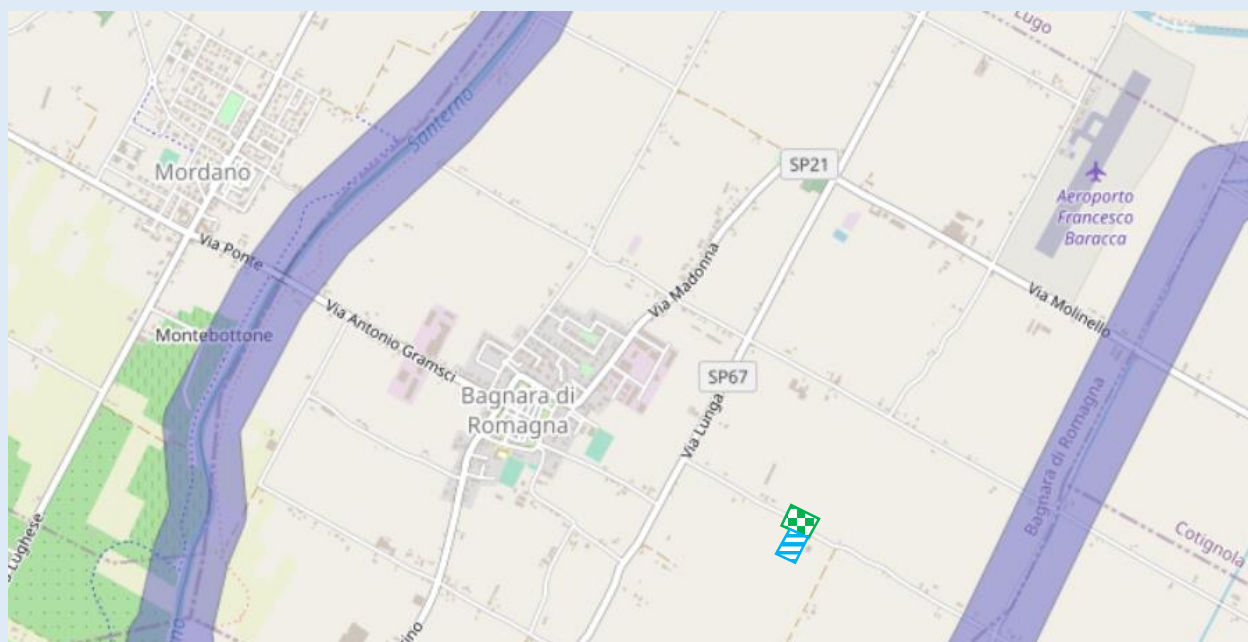 Lugo
Santerno
SP21
Mordano
Aeroporto
Francesco
Baracca
Via Ponte
Via Madonna
Via Molinello
Via Antonio Gramsci
Montebottone
SP67
Bagnara di
Romagna
Via Lunga
Bagnara di Romagna
Lughese
Cotignola